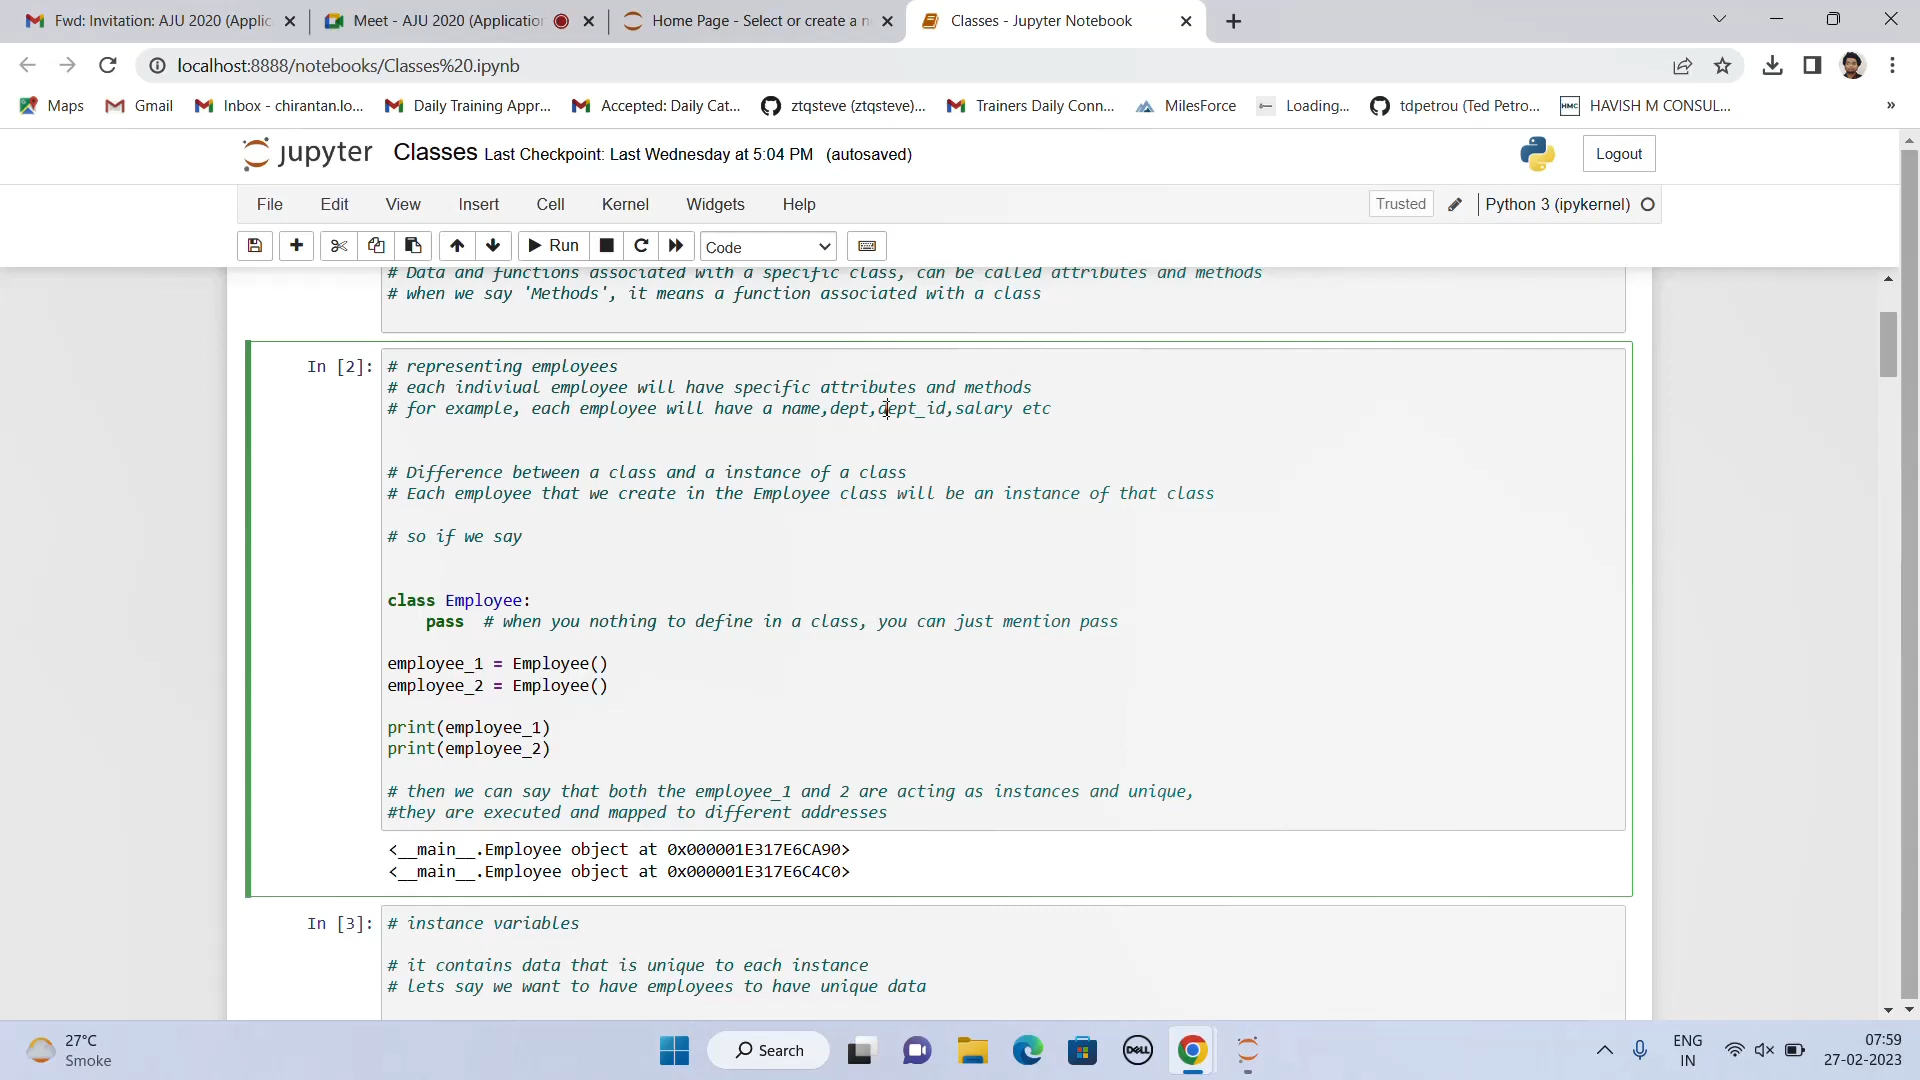 Fwd: Invitation: AJU 2020 (Applic
Meet - AJU 2020 (Application
Home Page - Select or create a n
Classes - Jupyter Notebook
localhost:8888/notebooks/Classes%20.ipynb
Maps
Gmail
Inbox - chirantan.lo...
Daily Training Appr...
Accepted: Daily Cat...
ztqsteve (ztqsteve)...
Trainers Daily Conn...
MilesForce
Loading...
tdpetrou (Ted Petro...
HMC HAVISH M CONSUL...
»
jupyter Classes Last Checkpoint: Last Wednesday at 5:04 PM (autosaved)
Logout
File Edit View Insert Cell Kernel Widgets Help
Trusted
Python 3 (ipykernel)
Run
Code
# Data and functions associated with a specific class, can be called attributes and methods
# when we say 'Methods', it means a function associated with a class
In [2]:
# representing employees
# each indiviual employee will have specific attributes and methods
# for example, each employee will have a name,dept,dept_id,salary etc
# Difference between a class and a instance of a class
# Each employee that we create in the Employee class will be an instance of that class
# so if we say
class Employee:
pass # when you nothing to define in a class, you can just mention pass
employee_1 = Employee()
employee_2 = Employee()
print(employee_1)
print(employee_2)
# then we can say that both the employee_1 and 2 are acting as instances and unique,
#they are executed and mapped to different addresses
<__main__.Employee object at 0x000001E317E6CA90>
<__main__.Employee object at 0x000001E317E6C4C0>
In [3]:
# instance variables
# it contains data that is unique to each instance
# lets say we want to have employees to have unique data
27°C
Smoke
Search
DELL
ENG
IN
07:59
27-02-2023